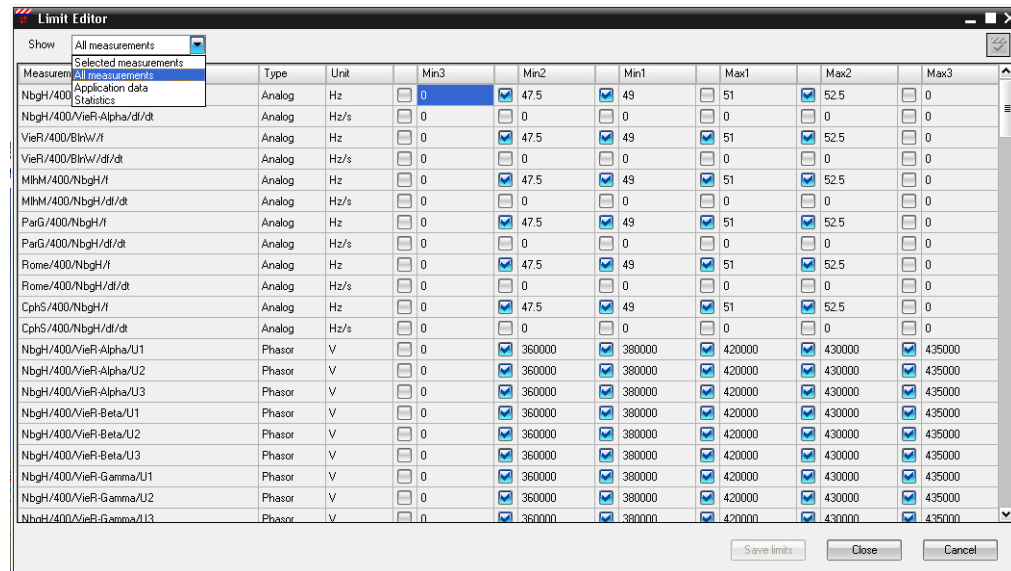 Limit Editor
Show All measurements
Selected measurements
All measurements
Application data
Statistics
Measurem Type Unit Min3 Min2 Min1 Max1 Max2 Max3
NbgH/400 Analog Hz 0 47.5 49 51 52.5 0
NbgH/400/VieR-Alpha/df/dt Analog Hz/s 0 0 0 0 0 0
VieR/400/BlnW/f Analog Hz 0 47.5 49 51 52.5 0
VieR/400/BlnW/df/dt Analog Hz/s 0 0 0 0 0 0
MlhM/400/NbgH/f Analog Hz 0 47.5 49 51 52.5 0
MlhM/400/NbgH/df/dt Analog Hz/s 0 0 0 0 0 0
ParG/400/NbgH/f Analog Hz 0 47.5 49 51 52.5 0
ParG/400/NbgH/df/dt Analog Hz/s 0 0 0 0 0 0
Rome/400/NbgH/f Analog Hz 0 47.5 49 51 52.5 0
Rome/400/NbgH/df/dt Analog Hz/s 0 0 0 0 0 0
CphS/400/NbgH/f Analog Hz 0 47.5 49 51 52.5 0
CphS/400/NbgH/df/dt Analog Hz/s 0 0 0 0 0 0
NbgH/400/VieR-Alpha/U1 Phasor V 0 360000 380000 420000 430000 435000
NbgH/400/VieR-Alpha/U2 Phasor V 0 360000 380000 420000 430000 435000
NbgH/400/VieR-Alpha/U3 Phasor V 0 360000 380000 420000 430000 435000
NbgH/400/VieR-Beta/U1 Phasor V 0 360000 380000 420000 430000 435000
NbgH/400/VieR-Beta/U2 Phasor V 0 360000 380000 420000 430000 435000
NbgH/400/VieR-Beta/U3 Phasor V 0 360000 380000 420000 430000 435000
NbgH/400/VieR-Gamma/U1 Phasor V 0 360000 380000 420000 430000 435000
NbgH/400/VieR-Gamma/U2 Phasor V 0 360000 380000 420000 430000 435000
NbgH/400/VieR-Gamma/U3 Phasor V 0 360000 380000 420000 430000 435000
Save limits Close Cancel